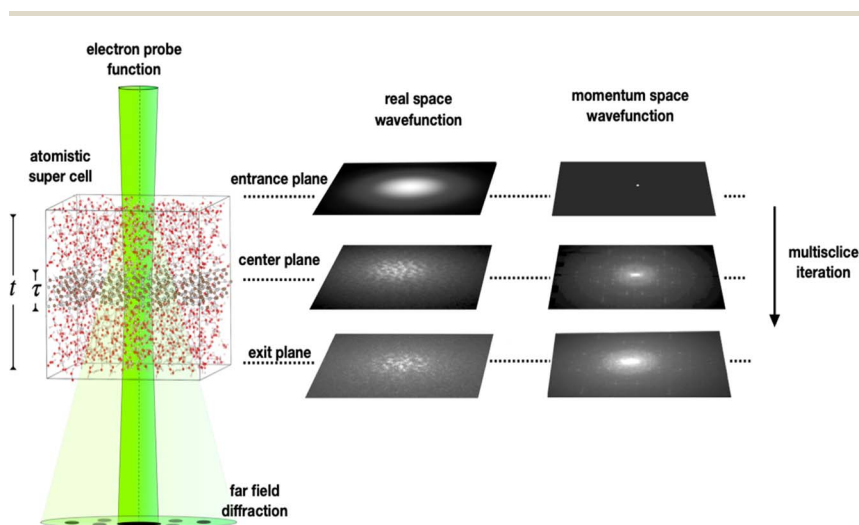 electron probe
function
real space
wavefunction
momentum space
wavefunction
atomistic
super cell
entrance plane
center plane
exit plane
t
τ
multisclice
iteration
far field
diffraction